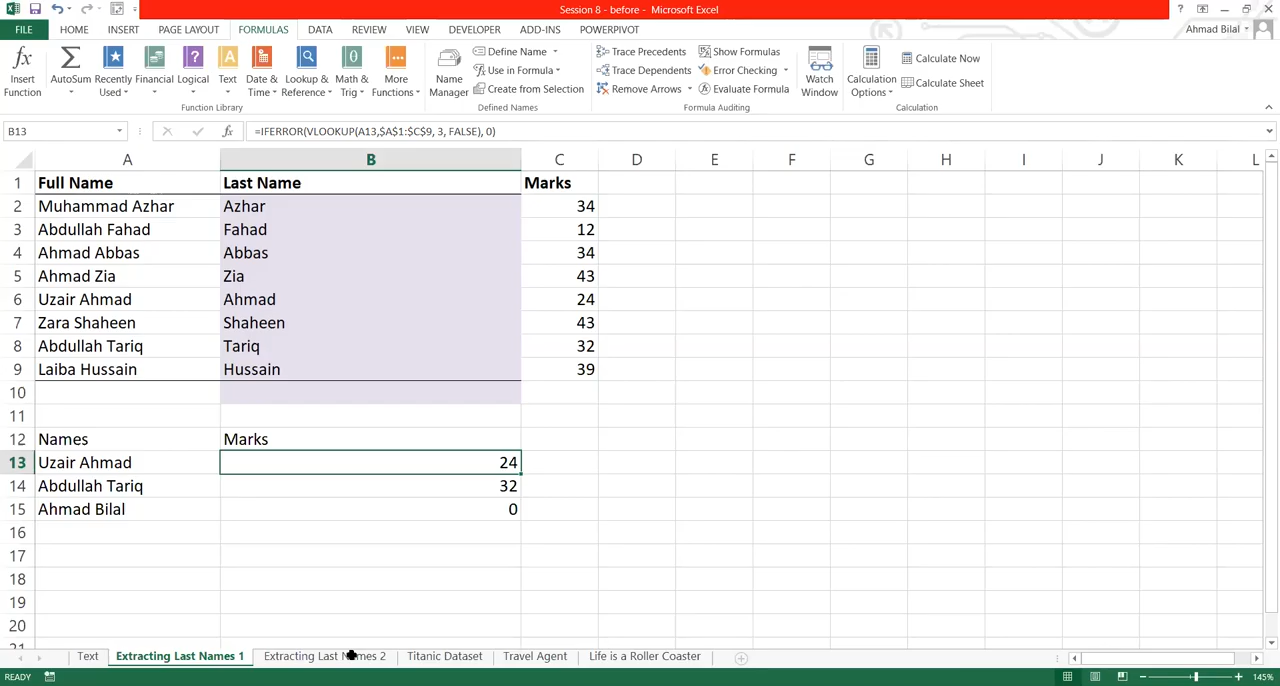 Session 8 - before - Microsoft Excel
FILE HOME INSERT PAGE LAYOUT FORMULAS DATA REVIEW VIEW DEVELOPER ADD-INS POWERPIVOT Ahmad Bilal
Insert Function
AutoSum
Recently Used
Financial
Logical
Text
Date & Time
Lookup & Reference
Math & Trig
More Functions
Function Library
Name Manager
Define Name
Use in Formula
Create from Selection
Defined Names
Trace Precedents
Trace Dependents
Remove Arrows
Show Formulas
Error Checking
Evaluate Formula
Formula Auditing
Watch Window
Calculation Options
Calculate Now
Calculate Sheet
Calculation
B13 fx =IFERROR(VLOOKUP(A13,$A$1:$C$9, 3, FALSE), 0)
A B C D E F G H I J K L
1 Full Name Last Name Marks
2 Muhammad Azhar Azhar 34
3 Abdullah Fahad Fahad 12
4 Ahmad Abbas Abbas 34
5 Ahmad Zia Zia 43
6 Uzair Ahmad Ahmad 24
7 Zara Shaheen Shaheen 43
8 Abdullah Tariq Tariq 32
9 Laiba Hussain Hussain 39
10
11
12 Names Marks
13 Uzair Ahmad 24
14 Abdullah Tariq 32
15 Ahmad Bilal 0
16
17
18
19
20
21
Text Extracting Last Names 1 Extracting Last Names 2 Titanic Dataset Travel Agent Life is a Roller Coaster
READY 145%